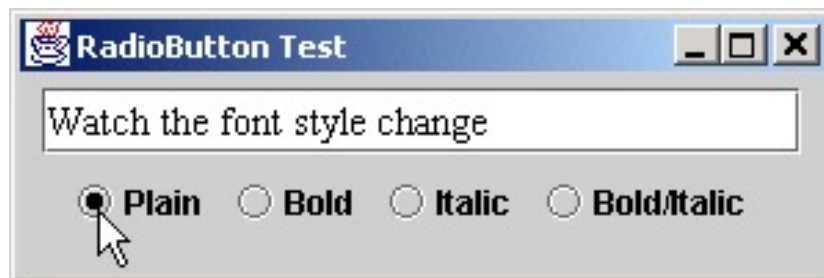 RadioButton Test
Watch the font style change
Plain Bold Italic Bold/Italic